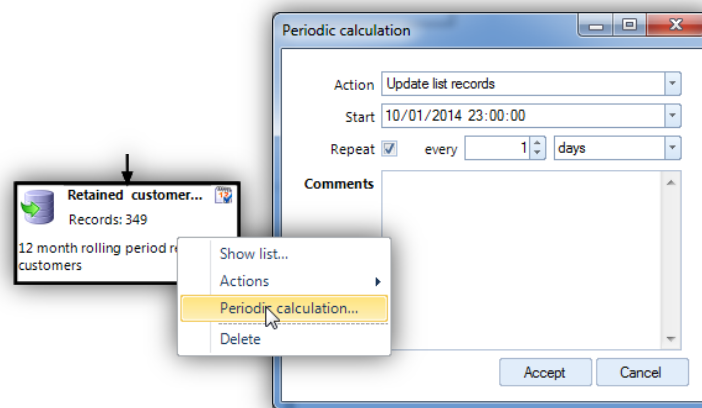 Periodic calculation
Action Update list records
Start 10/01/2014 23:00:00
Repeat every 1 days
Comments
Retained customer...
Records: 349
12 month rolling period re
customers
Show list...
Actions
Periodic calculation...
Delete
Accept Cancel